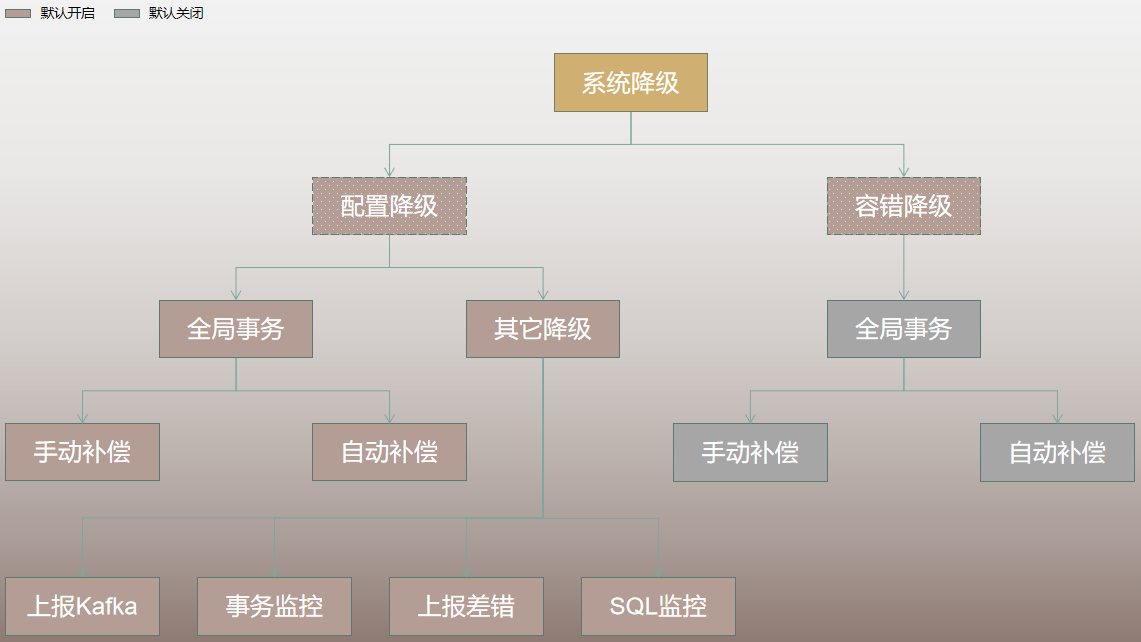 默认开启 默认关闭
系统降级
配置降级 容错降级
全局事务 其它降级 全局事务
手动补偿 自动补偿 手动补偿 自动补偿
上报Kafka 事务监控 上报差错 SQL监控